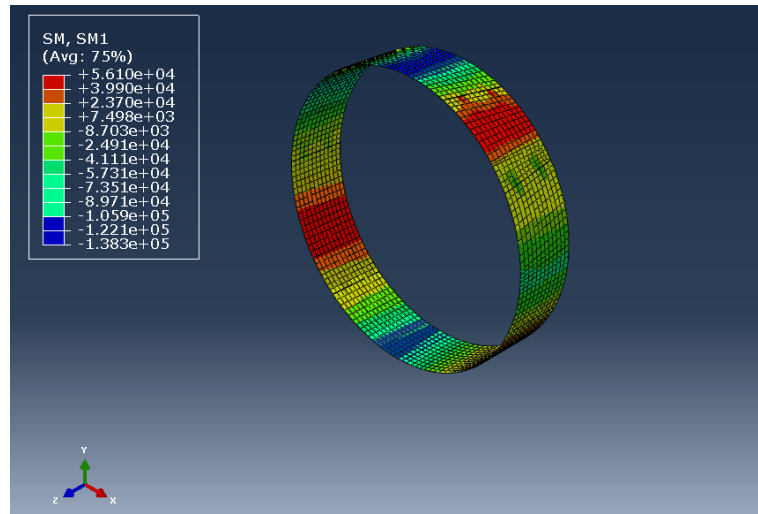 SM, SM1
(Avg: 75%)
+5.610e+04
+3.990e+04
+2.370e+04
+7.498e+03
-8.703e+03
-2.491e+04
-4.111e+04
-5.731e+04
-7.351e+04
-8.971e+04
-1.059e+05
-1.221e+05
-1.383e+05
Y
Z
X